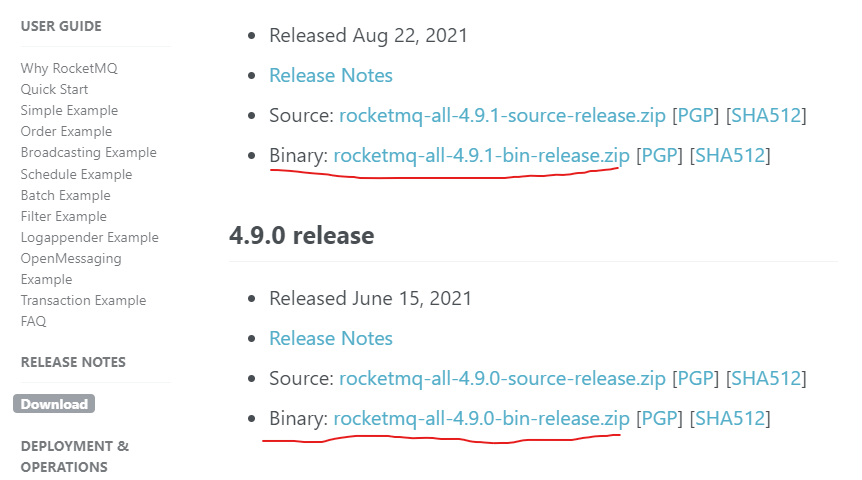 USER GUIDE
Why RocketMQ
Quick Start
Simple Example
Order Example
Broadcasting Example
Schedule Example
Batch Example
Filter Example
Logappender Example
OpenMessaging
Example
Transaction Example
FAQ
RELEASE NOTES
Download
DEPLOYMENT &
OPERATIONS
Released Aug 22, 2021
Release Notes
Source: rocketmq-all-4.9.1-source-release.zip [PGP] [SHA512]
Binary: rocketmq-all-4.9.1-bin-release.zip [PGP] [SHA512]
4.9.0 release
Released June 15, 2021
Release Notes
Source: rocketmq-all-4.9.0-source-release.zip [PGP] [SHA512]
Binary: rocketmq-all-4.9.0-bin-release.zip [PGP] [SHA512]